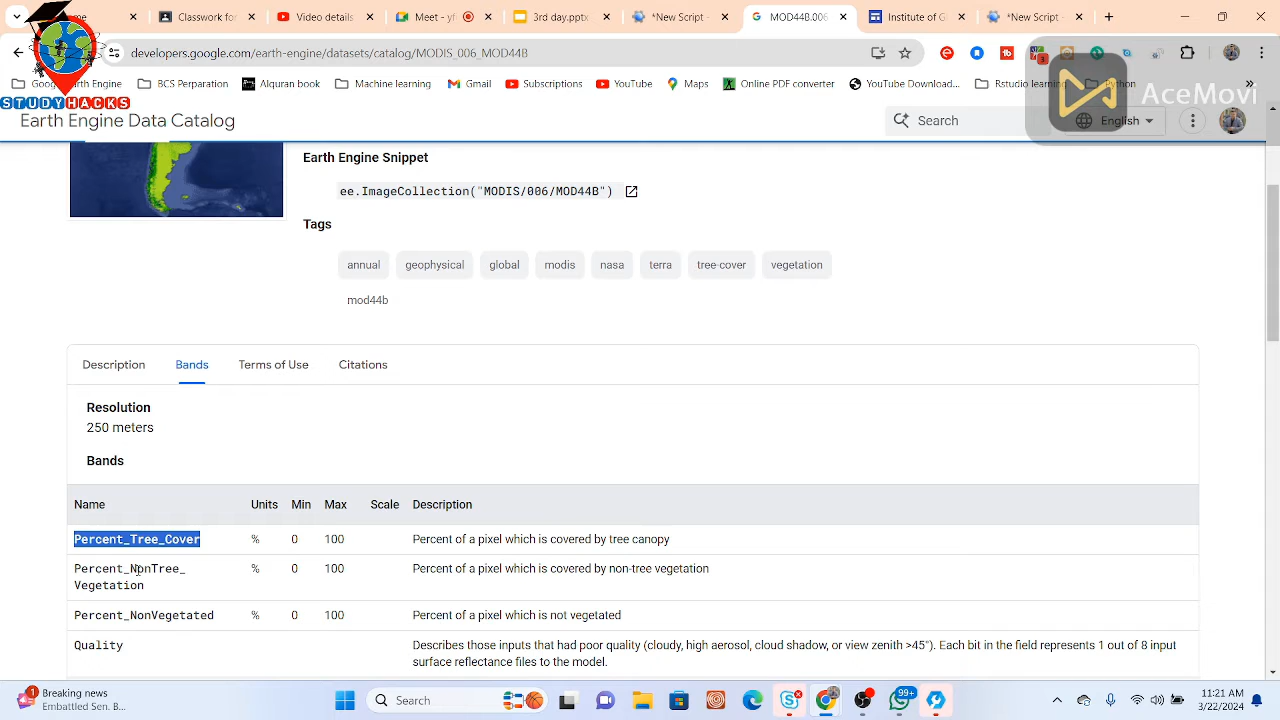 Classroom for
Video details
Meet - yf
3rd day.pptx
*New Script
MOD44B.006
Institute of
*New Script
developers.google.com/earth-engine/datasets/catalog/MODIS_006_MOD44B
Earth Engine
BCS Preparation
Alquran book
Machine learning
Gmail
Subscriptions
YouTube
Maps
Online PDF converter
YouTube Download...
Rstudio learning
Python
STUDYHACKS
AceMovi
Earth Engine Data Catalog
Search
English
Earth Engine Snippet
ee.ImageCollection("MODIS/006/MOD44B")
Tags
annual geophysical global modis nasa terra tree-cover vegetation
mod44b
Description Bands Terms of Use Citations
Resolution
250 meters
Bands
Name Units Min Max Scale Description
Percent_Tree_Cover % 0 100 Percent of a pixel which is covered by tree canopy
Percent_NonTree_ % 0 100 Percent of a pixel which is covered by non-tree vegetation
Vegetation
Percent_NonVegetated % 0 100 Percent of a pixel which is not vegetated
Quality Describes those inputs that had poor quality (cloudy, high aerosol, cloud shadow, or view zenith >45°). Each bit in the field represents 1 out of 8 input
surface reflectance files to the model.
1
Breaking news
Embattled Sen. B...
Search
99+
11:21 AM
3/22/2024